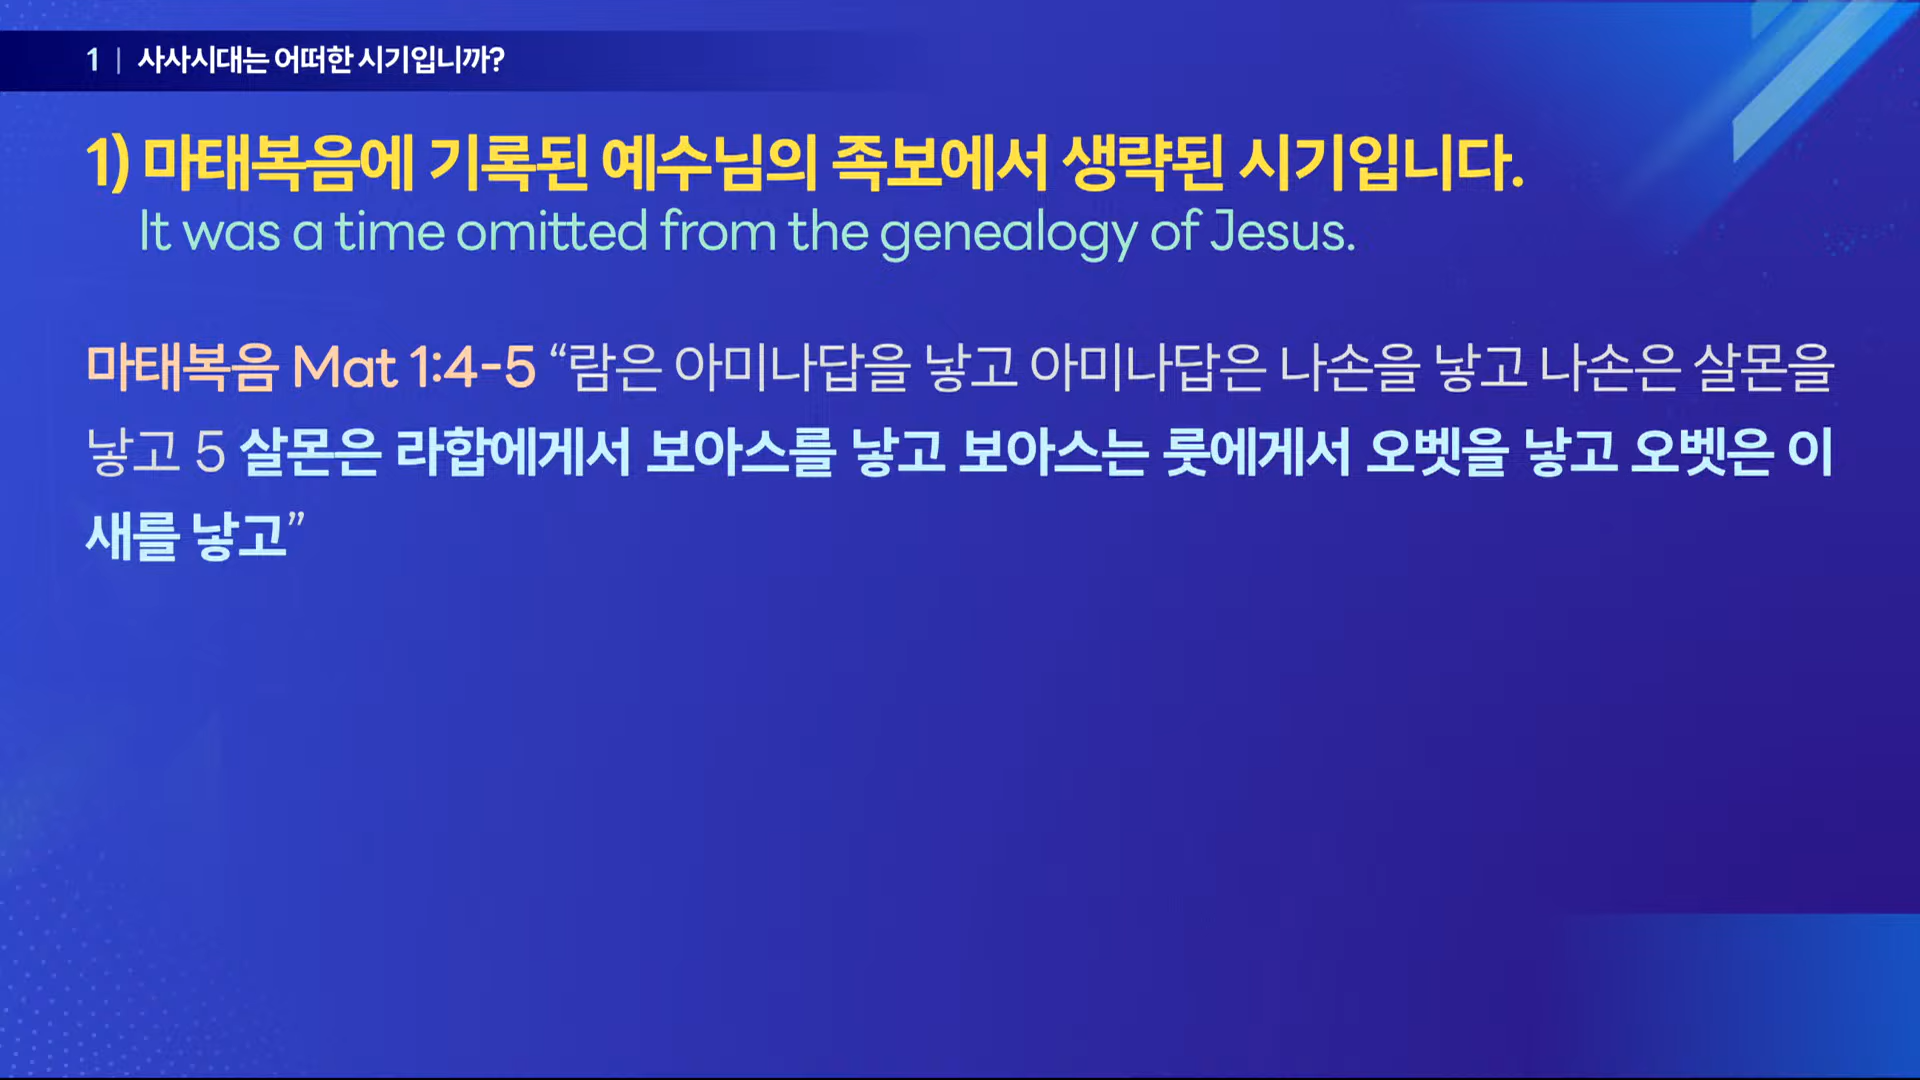 1 | 사사시대는 어떠한 시기입니까?
1) 마태복음에 기록된 예수님의 족보에서 생략된 시기입니다.
It was a time omitted from the genealogy of Jesus.
마태복음 Mat 1:4-5 “람은 아미나답을 낳고 아미나답은 나손을 낳고 나손은 살몬을
낳고 5 살몬은 라합에게서 보아스를 낳고 보아스는 룻에게서 오벳을 낳고 오벳은 이
새를 낳고”